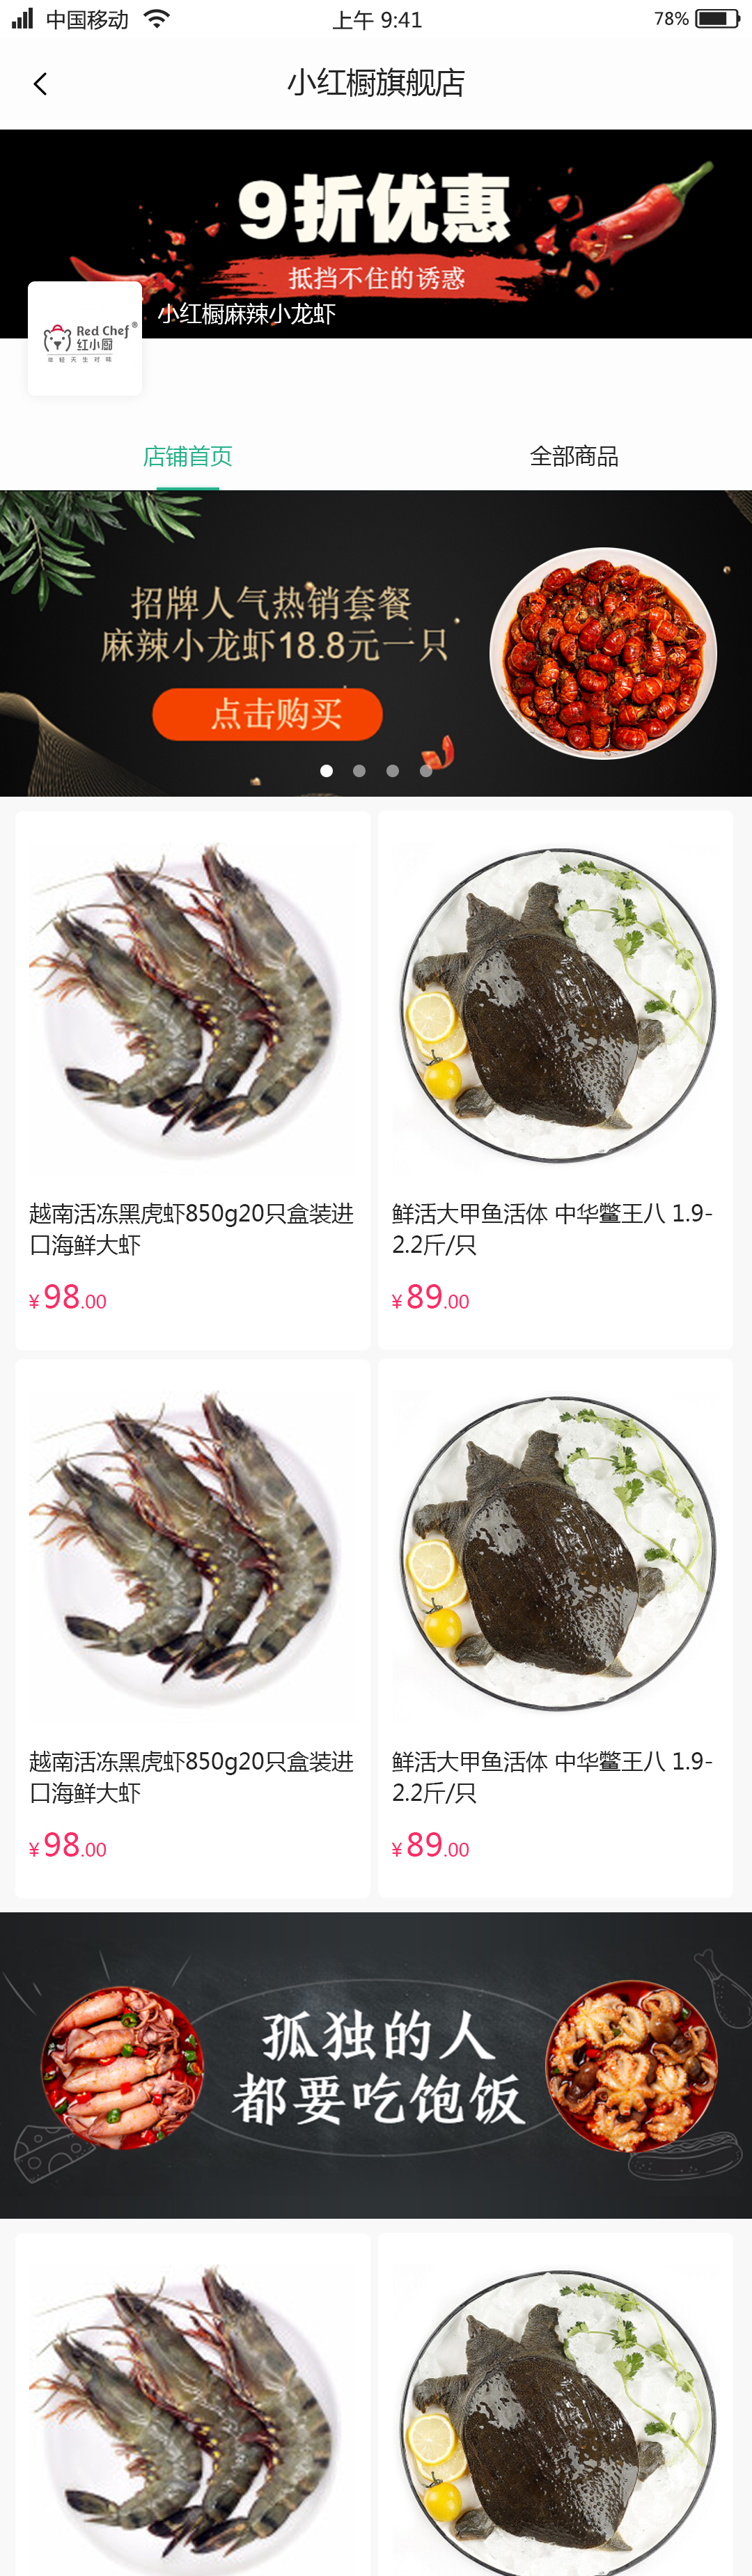 中国移动
上午 9:41
78%
小红橱旗舰店
9折优惠
抵挡不住的诱惑
小红橱麻辣小龙虾
Red Chef®
红小厨
年轻天生对味
店铺首页
全部商品
招牌人气热销套餐
麻辣小龙虾18.8元一只
点击购买
越南活冻黑虎虾850g20只盒装进
口海鲜大虾
¥98.00
鲜活大甲鱼活体 中华鳖王八 1.9-
2.2斤/只
¥89.00
越南活冻黑虎虾850g20只盒装进
口海鲜大虾
¥98.00
鲜活大甲鱼活体 中华鳖王八 1.9-
2.2斤/只
¥89.00
孤独的人
都要吃饱饭